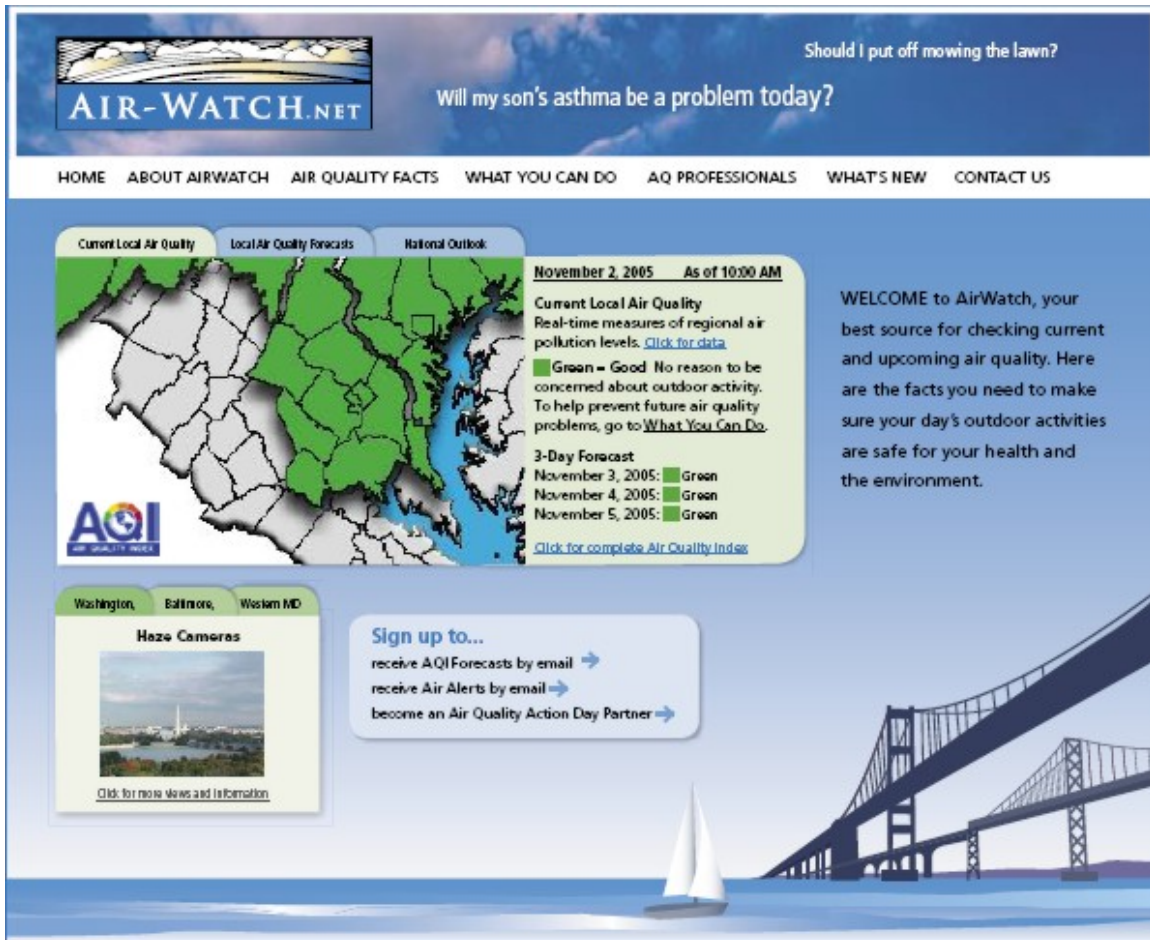 Should I put off mowing the lawn?
AIR-WATCH.NET
Will my son's asthma be a problem today?
HOME ABOUT AIRWATCH AIR QUALITY FACTS WHAT YOU CAN DO AQ PROFESSIONALS WHAT'S NEW CONTACT US
Current Local Air Quality Local Air Quality Forecasts National Outlook
November 2, 2005 As of 10:00 AM
Current Local Air Quality
Real-time measures of regional air
pollution levels. Click for data
Green = Good No reason to be
concerned about outdoor activity.
To help prevent future air quality
problems, go to What You Can Do.
3-Day Forecast
November 3, 2005: Green
November 4, 2005: Green
November 5, 2005: Green
Click for complete Air Quality Index
AQI
AIR QUALITY INDEX
WELCOME to AirWatch, your
best source for checking current
and upcoming air quality. Here
are the facts you need to make
sure your day's outdoor activities
are safe for your health and
the environment.
Washington, Baltimore, Western MD
Haze Cameras
Click for more views and information
Sign up to...
receive AQI Forecasts by email
receive Air Alerts by email
become an Air Quality Action Day Partner